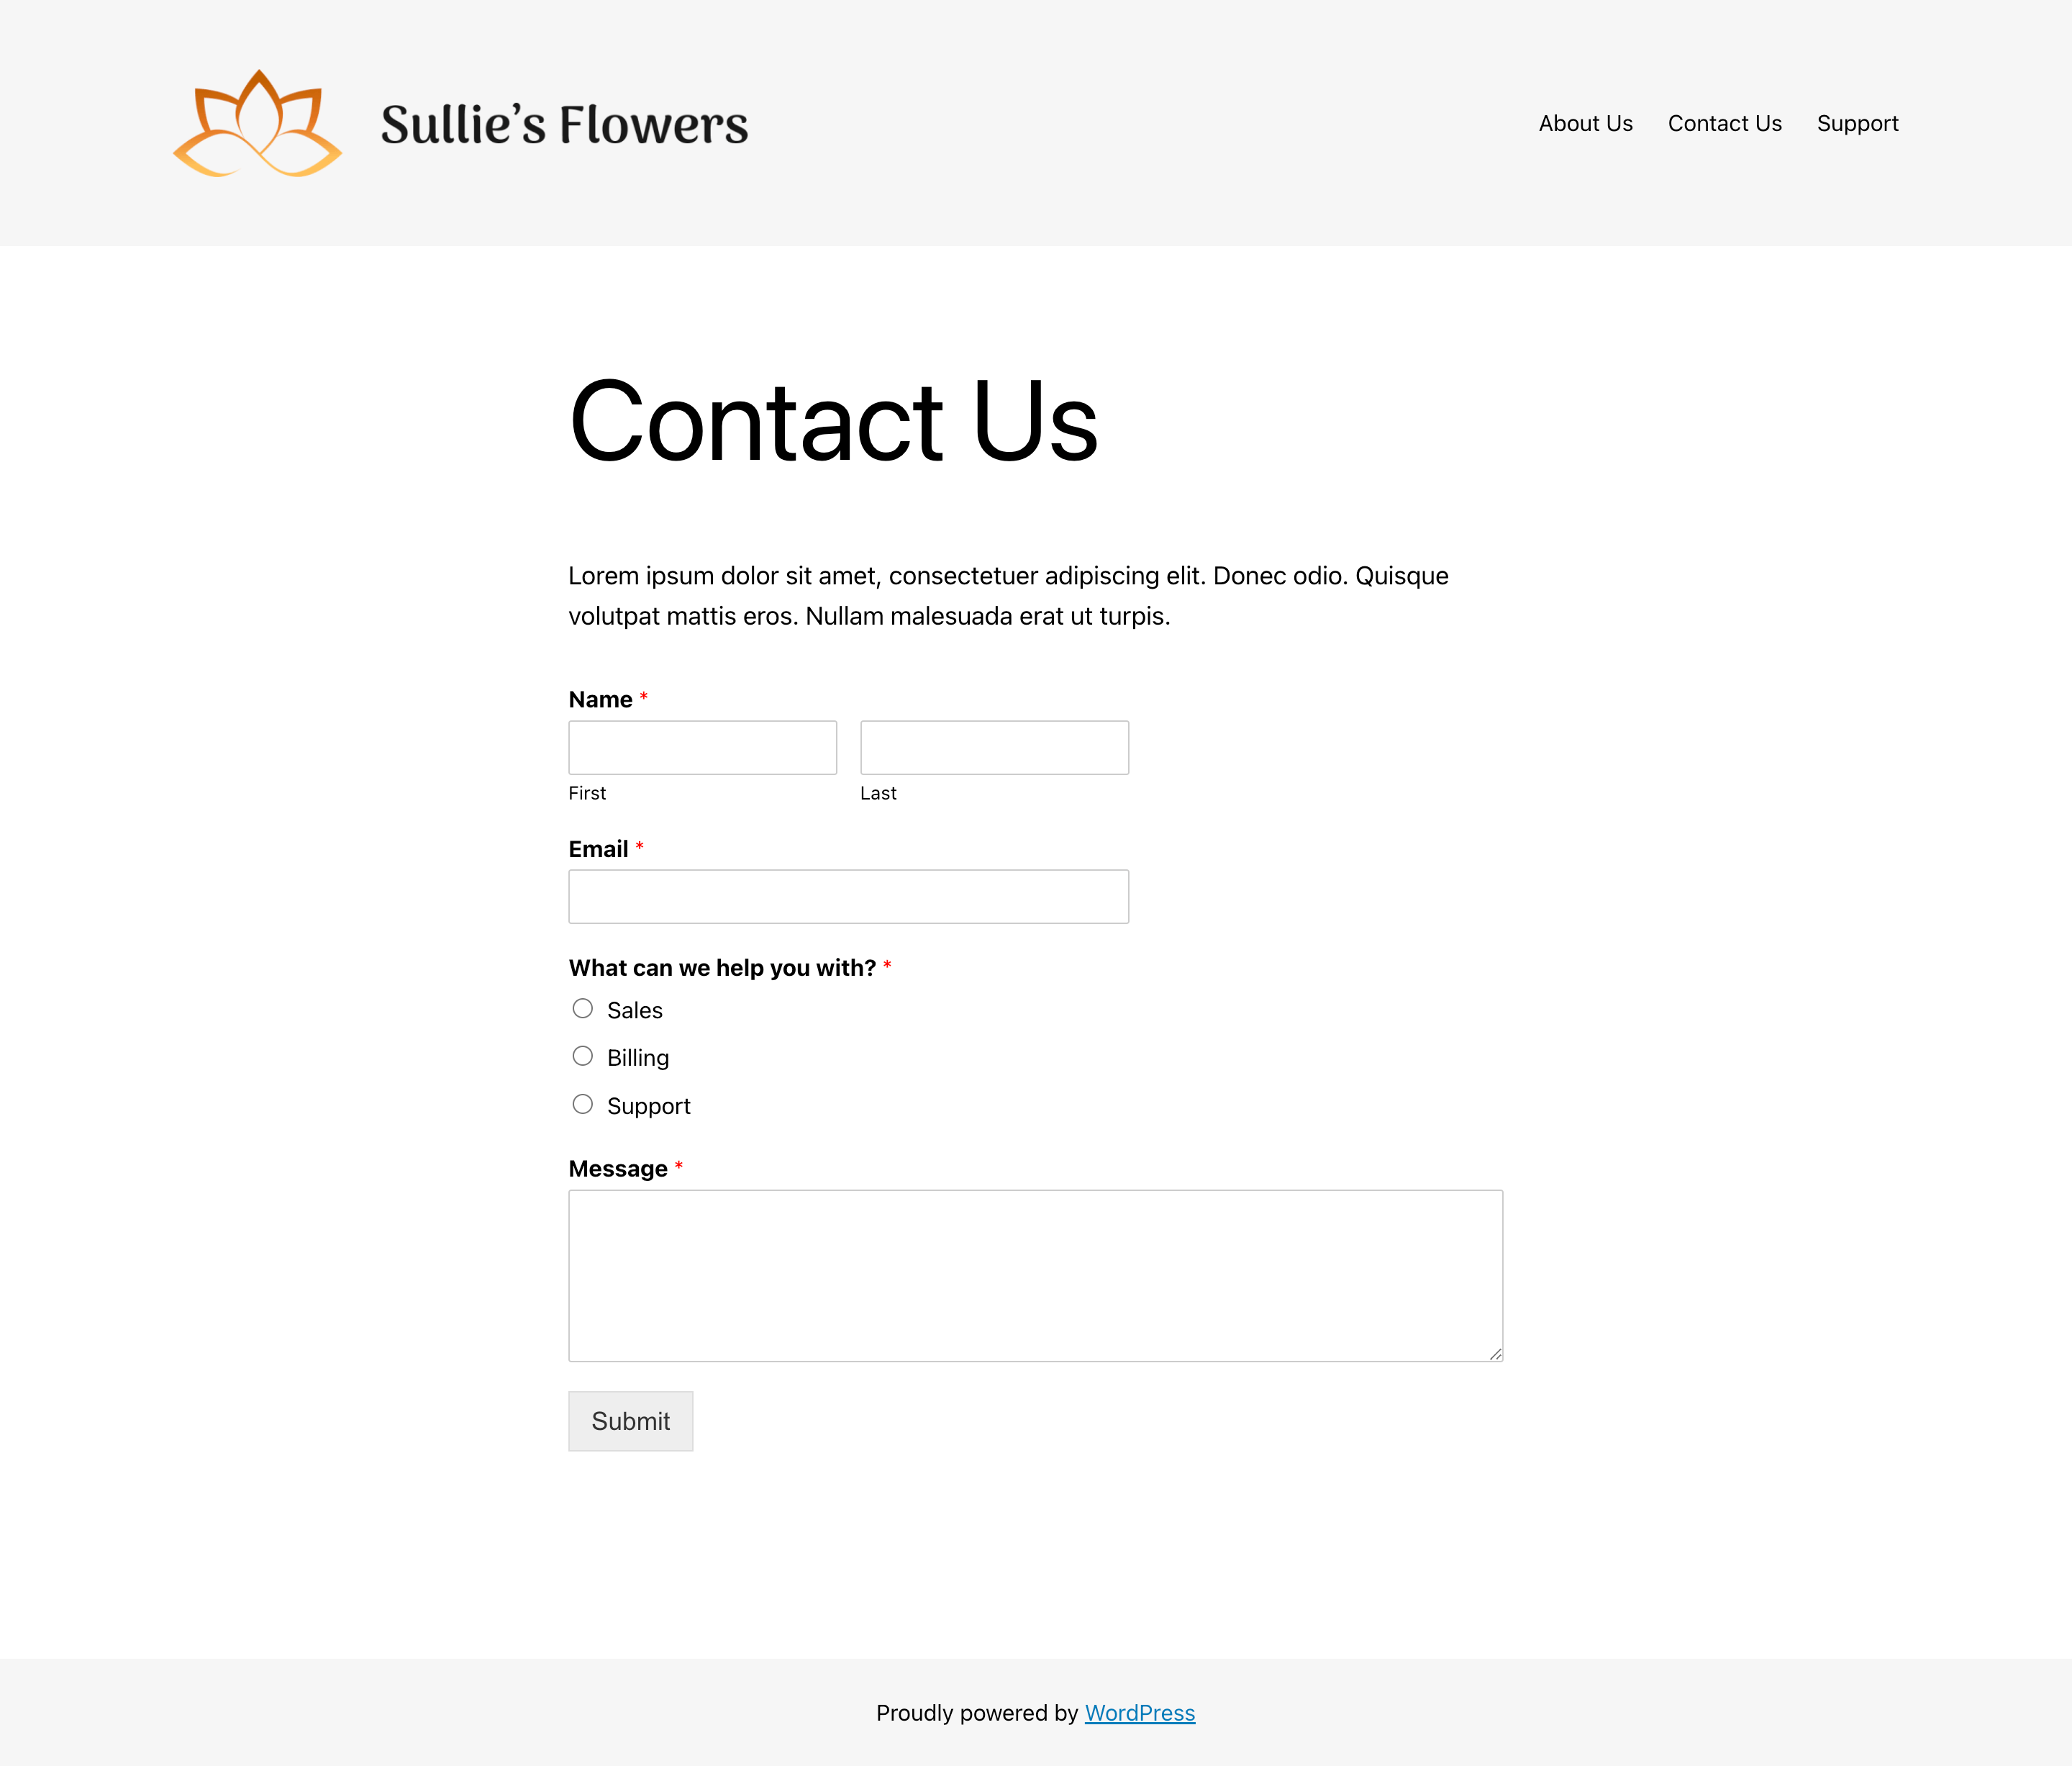 Sullie’s Flowers
About Us Contact Us Support
Contact Us
Lorem ipsum dolor sit amet, consectetuer adipiscing elit. Donec odio. Quisque
volutpat mattis eros. Nullam malesuada erat ut turpis.
Name *
First Last
Email *
What can we help you with? *
Sales
Billing
Support
Message *
Submit
Proudly powered by WordPress